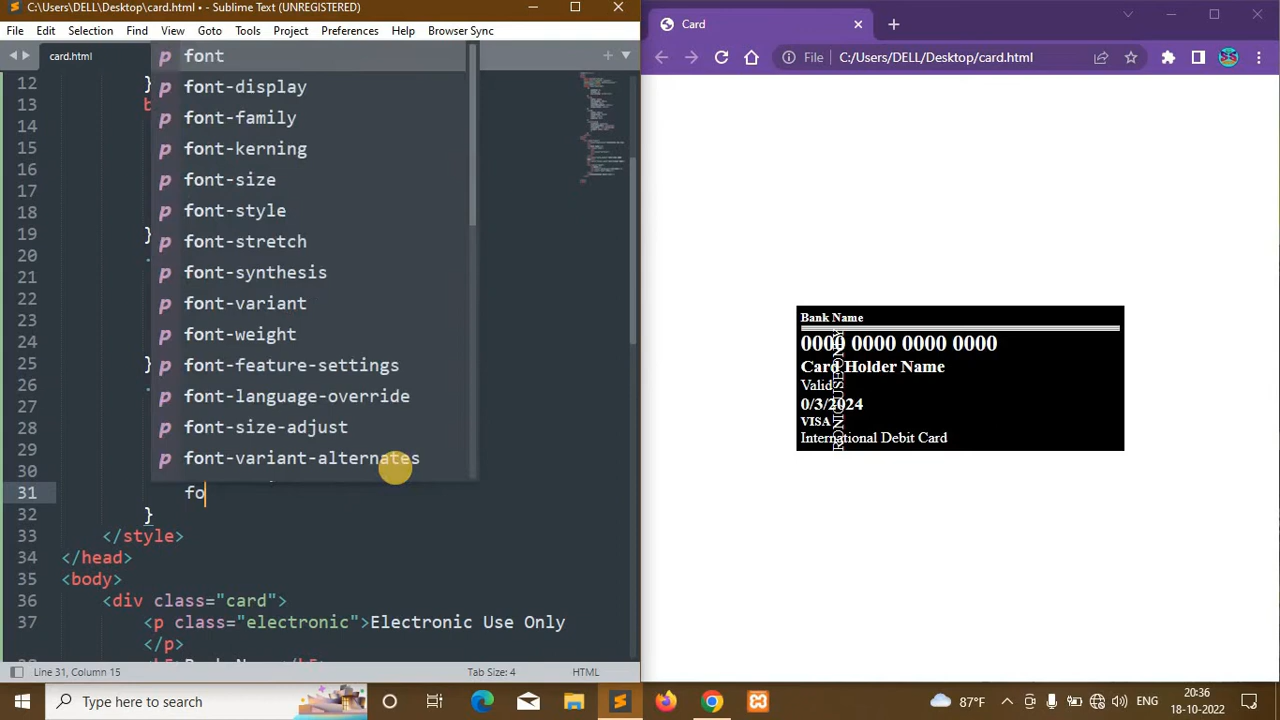 C:\Users\DELL\Desktop\card.html • - Sublime Text (UNREGISTERED)
File Edit Selection Find View Goto Tools Project Preferences Help Browser Sync
card.html
12 }
13 b
14
15
16
17
18
19 }
20 .
21
22
23
24
25 }
26 .
27
28
29
30
31 fo
32 }
33 </style>
34 </head>
35 <body>
36 <div class="card">
37 <p class="electronic">Electronic Use Only
</p>
p font
p font-display
p font-family
p font-kerning
p font-size
p font-style
p font-stretch
p font-synthesis
p font-variant
p font-weight
p font-feature-settings
p font-language-override
p font-size-adjust
p font-variant-alternates
Line 31, Column 15 Tab Size: 4 HTML
Card
File C:/Users/DELL/Desktop/card.html
Bank Name
0000 0000 0000 0000
Card Holder Name
Valid
0/3/2024
VISA
International Debit Card
RONIC USE ONLY
Type here to search
87°F ENG 20:36
18-10-2022